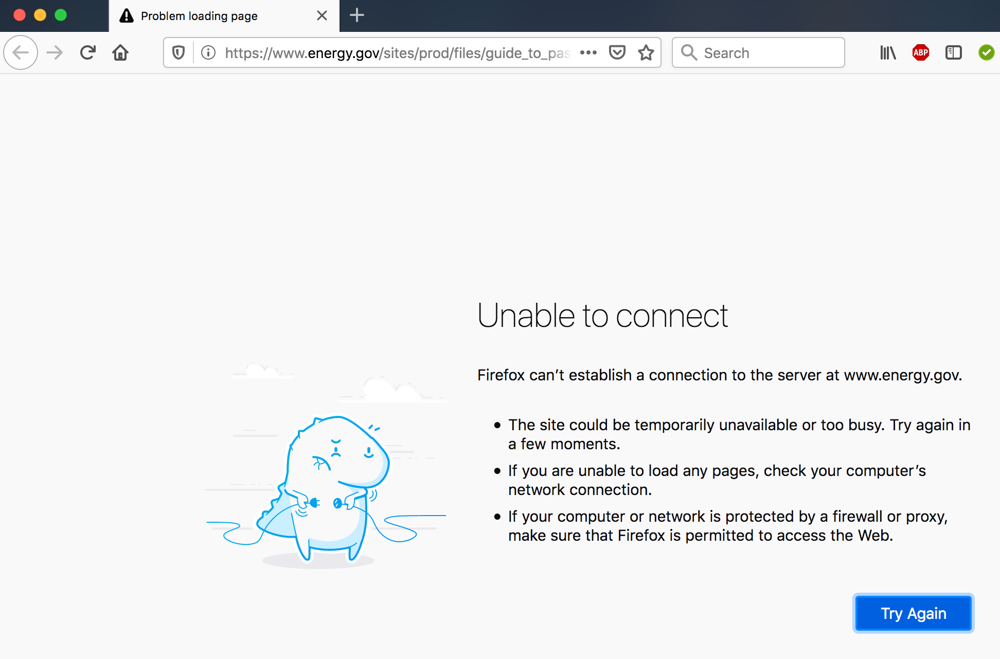 Problem loading page
https://www.energy.gov/sites/prod/files/guide_to_pas
Search
ABP
Unable to connect
Firefox can’t establish a connection to the server at www.energy.gov.
• The site could be temporarily unavailable or too busy. Try again in
a few moments.
• If you are unable to load any pages, check your computer’s
network connection.
• If your computer or network is protected by a firewall or proxy,
make sure that Firefox is permitted to access the Web.
Try Again